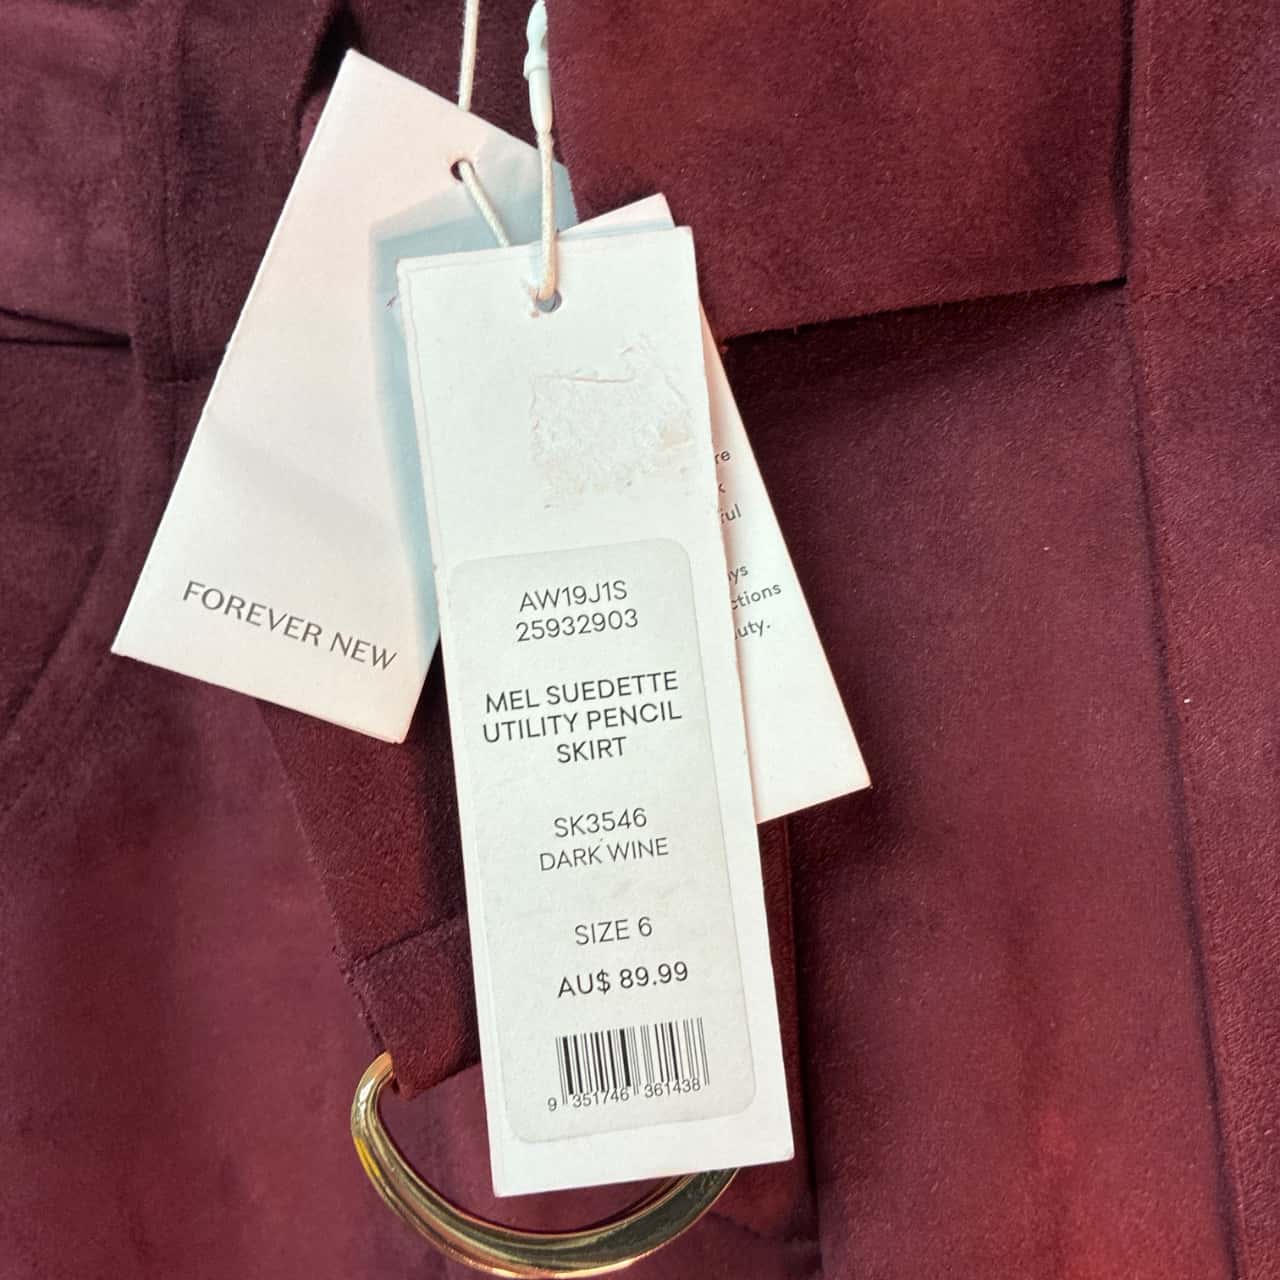 FOREVER NEW
AW19J1S
25932903
MEL SUEDETTE
UTILITY PENCIL
SKIRT
SK3546
DARK WINE
SIZE 6
AU$ 89.99
9 351746 361438